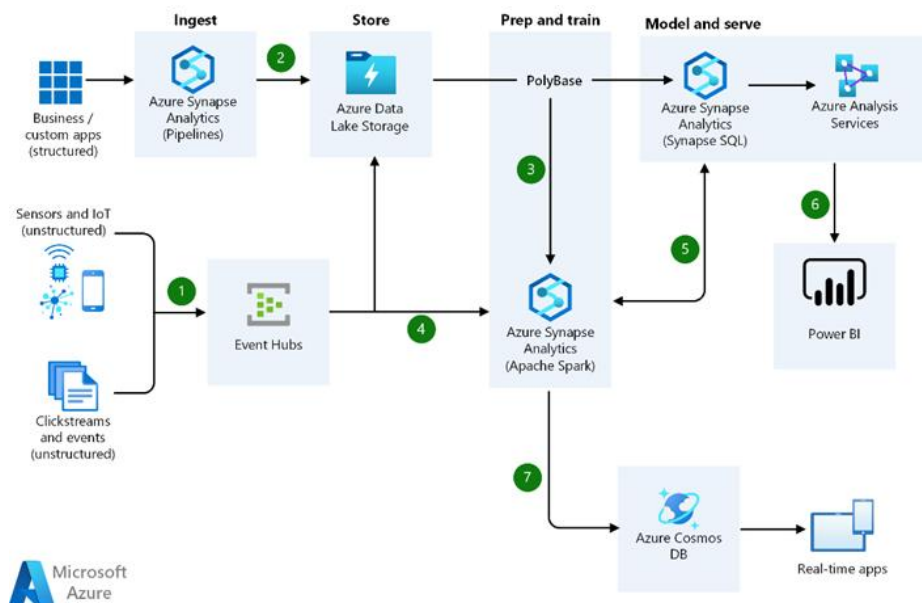 Ingest
Store
Prep and train
Model and serve
2
Business /
custom apps
(structured)
Azure Synapse
Analytics
(Pipelines)
Azure Data
Lake Storage
PolyBase
Azure Synapse
Analytics
(Synapse SQL)
Azure Analysis
Services
3
Sensors and IoT
(unstructured)
1
Event Hubs
4
Azure Synapse
Analytics
(Apache Spark)
5
6
Power BI
Clickstreams
and events
(unstructured)
7
Azure Cosmos
DB
Real-time apps
Microsoft
Azure